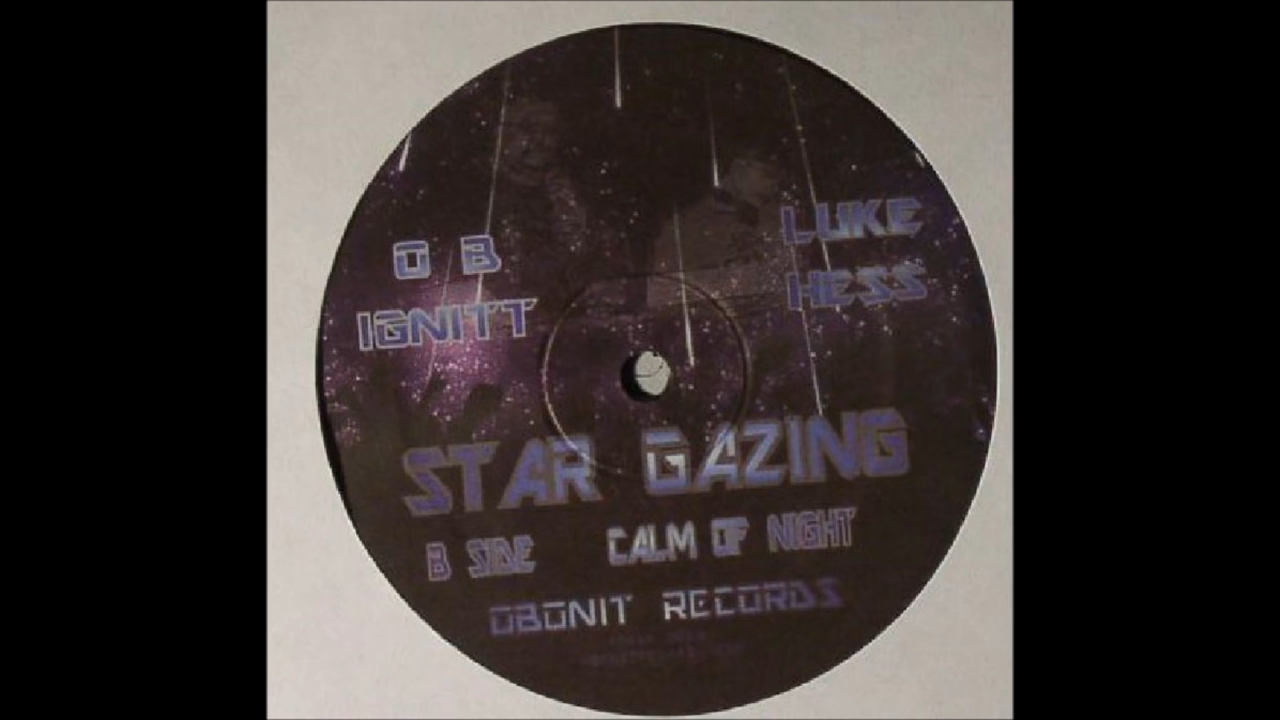 O B
IGNITT
LUKE
HESS
STAR GAZING
B SIDE CALM OF NIGHT
OBONIT RECORDS